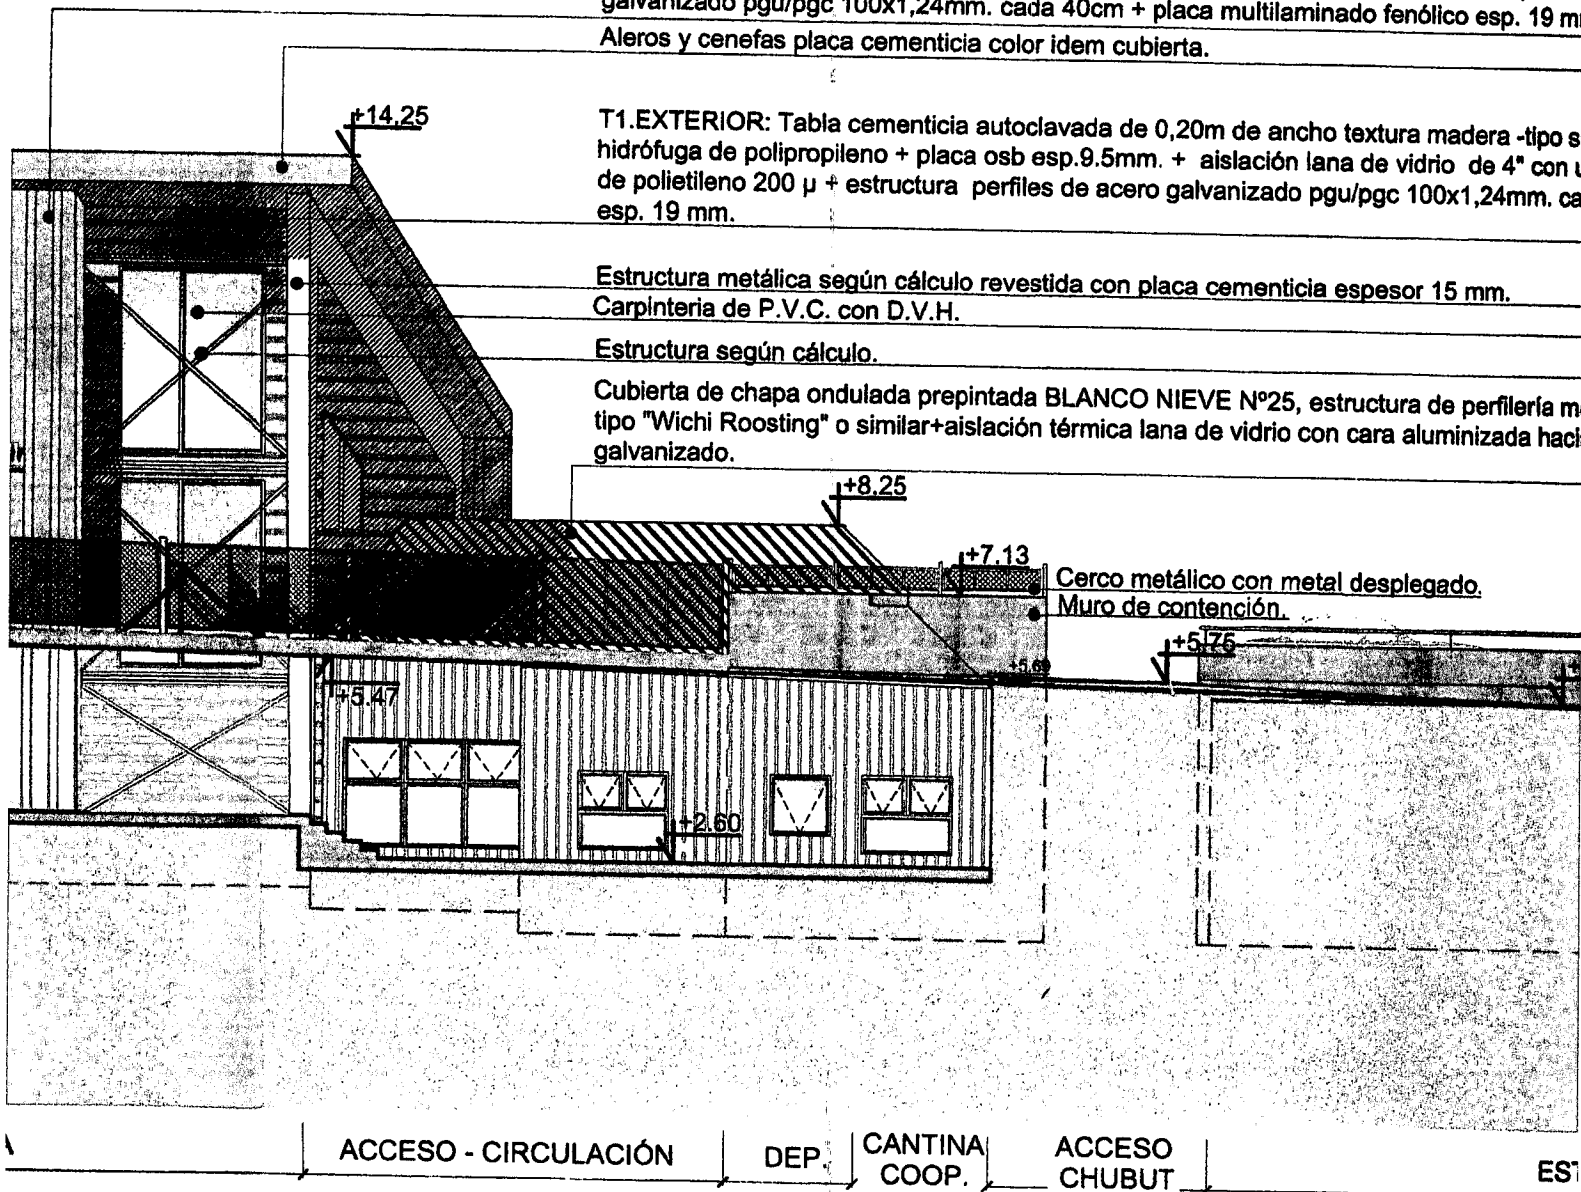 galvanizado pgu/pgc 100x1,24mm. cada 40cm + placa multilaminado fenólico esp. 19
Aleros y cenefas placa cementicia color idem cubierta.
+14,25
T1.EXTERIOR: Tabla cementicia autoclavada de 0,20m de ancho textura madera -tipo
hidrófuga de polipropileno + placa osb esp.9.5mm. + aislación lana de vidrio de 4" con
de polietileno 200 µ + estructura perfiles de acero galvanizado pgu/pgc 100x1,24mm.
esp. 19 mm.
Estructura metálica según cálculo revestida con placa cementicia espesor 15 mm.
Carpinteria de P.V.C. con D.V.H.
Estructura según cálculo.
Cubierta de chapa ondulada prepintada BLANCO NIEVE Nº25, estructura de perfilería
tipo "Wichi Roosting" o similar+aislación térmica lana de vidrio con cara aluminizada
galvanizado.
+8,25
+7,13
Cerco metálico con metal desplegado.
Muro de contención.
+5,75
+5,69
+5.47
+2.60
ACCESO - CIRCULACIÓN
DEP.
CANTINA
COOP.
ACCESO
CHUBUT